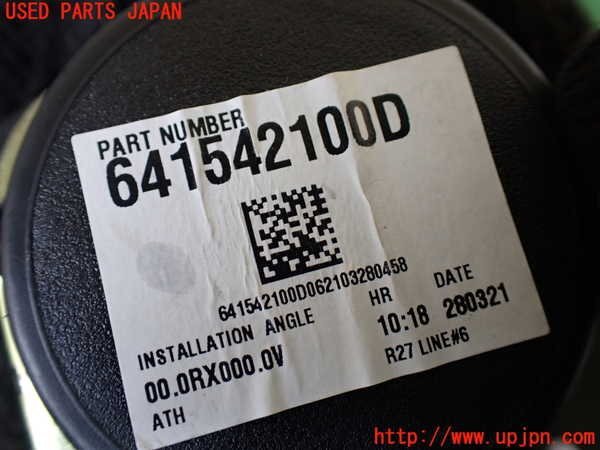 USED PARTS JAPAN
PART NUMBER
641542100D
641542100D062103280458
INSTALLATION ANGLE
HR
DATE
00.0RX000.0V
10:18 280321
ATH
R27 LINE#6
http://www.upjpn.com/